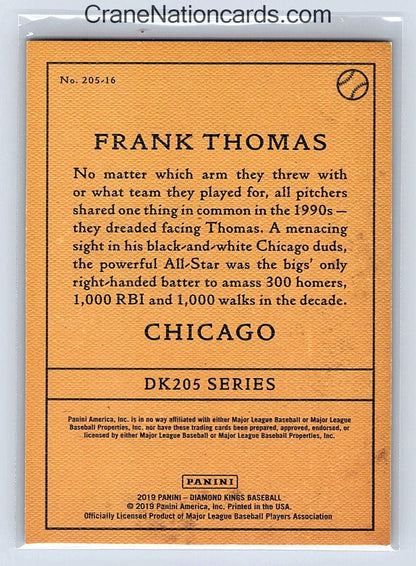 CraneNationcards.com
No. 205-16
FRANK THOMAS
No matter which arm they threw with
or what team they played for, all pitchers
shared one thing in common in the 1990s —
they dreaded facing Thomas. A menacing
sight in his black-and-white Chicago duds,
the powerful All-Star was the bigs' only
right-handed batter to amass 300 homers,
1,000 RBI and 1,000 walks in the decade.
CHICAGO
DK205 SERIES
Panini America, Inc. is in no way affiliated with either Major League Baseball or Major League
Baseball Properties, Inc. nor have these trading cards been prepared, approved, endorsed, or
licensed by either Major League Baseball or Major League Baseball Properties, Inc.
PANINI
2019 PANINI – DIAMOND KINGS BASEBALL
© 2019 Panini America, Inc. Printed in the USA.
Officially Licensed Product of Major League Baseball Players Association